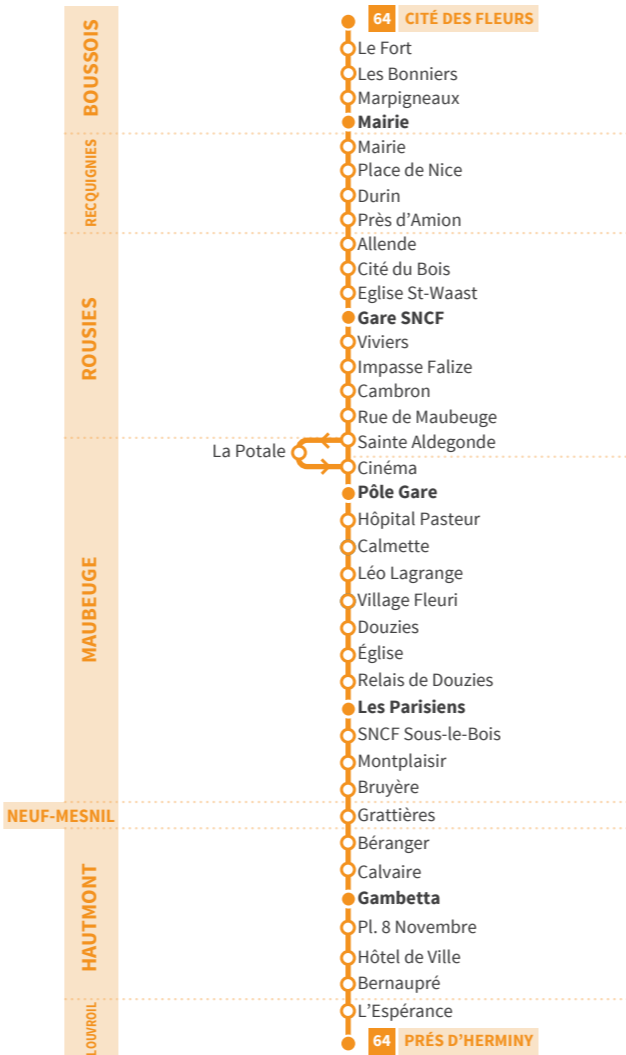 64 CITÉ DES FLEURS
BOUSSOIS
Le Fort
Les Bonniers
Marpigneaux
Mairie
RECQUIGNIES
Mairie
Place de Nice
Durin
Près d'Amion
ROUSIES
Allende
Cité du Bois
Eglise St-Waast
Gare SNCF
Viviers
Impasse Falize
Cambron
Rue de Maubeuge
Sainte Aldegonde
La Potale
MAUBEUGE
Cinéma
Pôle Gare
Hôpital Pasteur
Calmette
Léo Lagrange
Village Fleuri
Douzies
Église
Relais de Douzies
Les Parisiens
SNCF Sous-le-Bois
Montplaisir
Bruyère
NEUF-MESNIL
Grattières
HAUTMONT
Béranger
Calvaire
Gambetta
Pl. 8 Novembre
Hôtel de Ville
Bernaupré
LOUVROIL
L'Espérance
64 PRÉS D'HERMINY